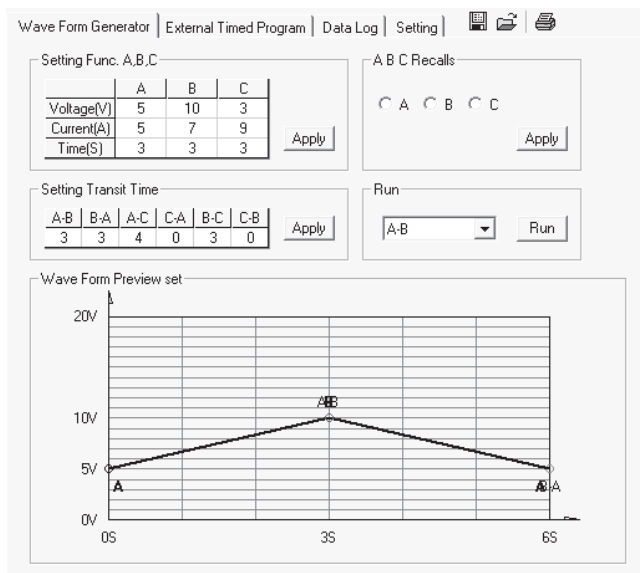 Wave Form Generator External Timed Program Data Log Setting
Setting Func. A,B,C
A B C
Voltage(V) 5 10 3
Current(A) 5 7 9
Time(S) 3 3 3
Apply
A B C Recalls
A B C
Apply
Setting Transit Time
A-B B-A A-C C-A B-C C-B
3 3 4 0 3 0
Apply
Run
A-B
Run
Wave Form Preview set
20V
10V
5V
0V
A
0S 3S 6S